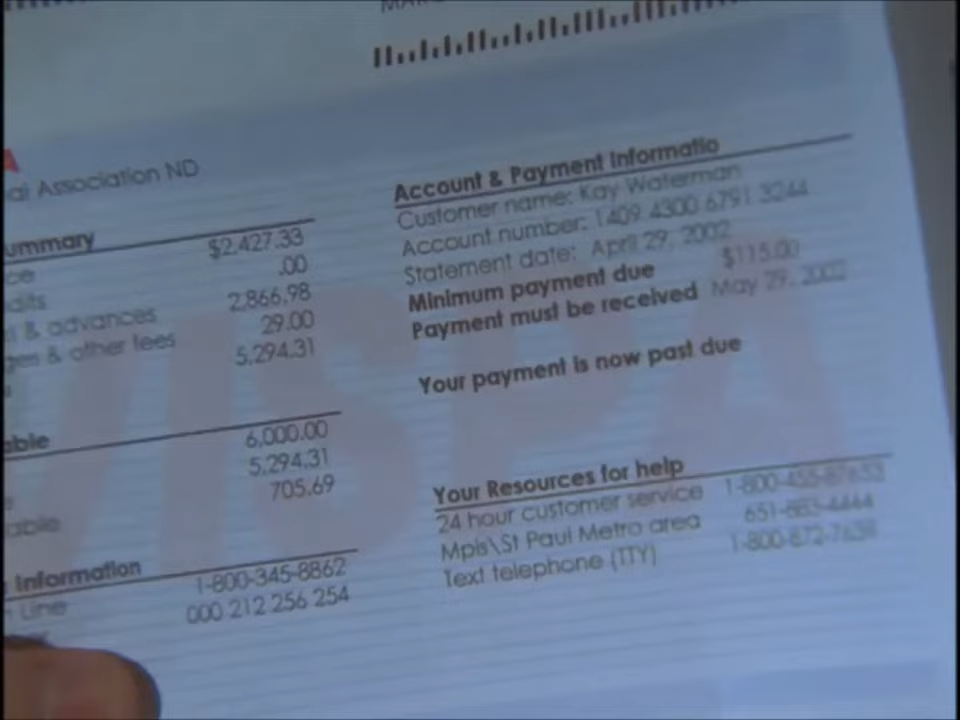 al Association ND
ummary
$2,427.33
ce
.00
dits
2,866.98
& advances
29.00
ges & other fees
5,294.31
able
6,000.00
5,294.31
s
705.69
able
Information
1-800-345-8862
Line
000 212 256 254
Account & Payment Informatio
Customer name: Kay Waterman
Account number: 1409 4300 6791 3244
Statement date: April 29, 2002
Minimum payment due $115.00
Payment must be received May 29, 2002
Your payment is now past due
Your Resources for help
24 hour customer service 1-800-455-
Mpls\St Paul Metro area 651-883-4444
Text telephone (TTY) 1-800-872-
VISPA